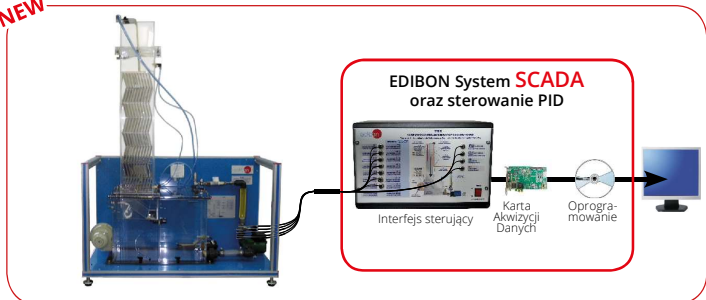 NEW
EDIBON System SCADA
oraz sterowanie PID
Interfejs sterujący
Karta
Akwizycji
Danych
Oprogra-
mowanie